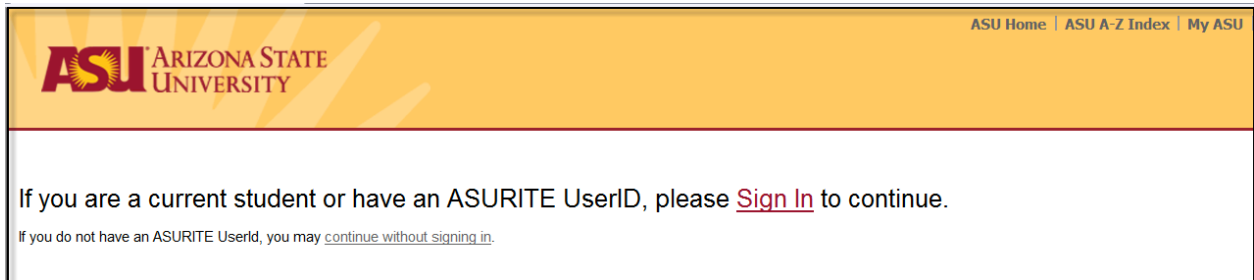 ASU Home | ASU A-Z Index | My ASU |
ASU ARIZONA STATE
UNIVERSITY
If you are a current student or have an ASURITE UserID, please Sign In to continue.
If you do not have an ASURITE UserId, you may continue without signing in.